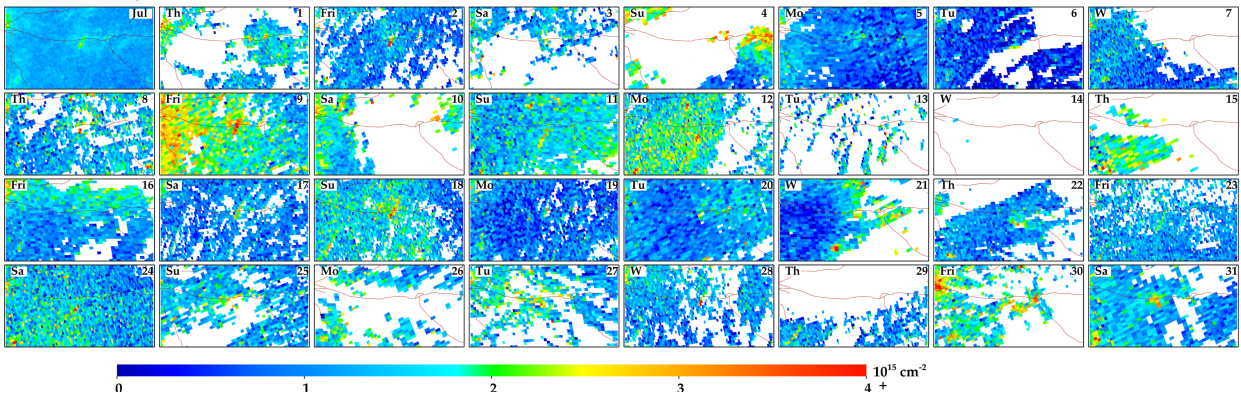 Jul Th 1 Fri 2 Sa 3 Su 4 Mo 5 Tu 6 W 7
Th 8 Fri 9 Sa 10 Su 11 Mo 12 Tu 13 W 14 Th 15
Fri 16 Sa 17 Su 18 Mo 19 Tu 20 W 21 Th 22 Fri 23
Sa 24 Su 25 Mo 26 Tu 27 W 28 Th 29 Fri 30 Sa 31
0 1 2 3 4 + 10¹⁵ cm⁻²